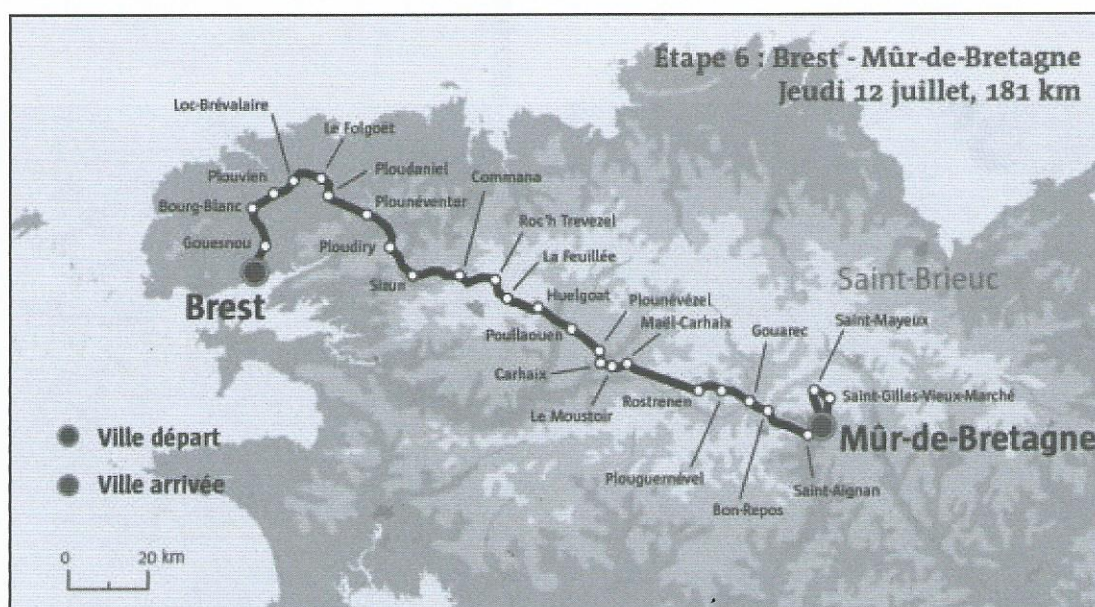 Étape 6 : Brest - Mûr-de-Bretagne
Jeudi 12 juillet, 181 km
Loc-Brévalaire
Le Folgoët
Plouvien
Ploudaniel
Commana
Bourg-Blanc
Plounéventer
Roc'h Trevezel
Gouesnou
Ploudiry
La Feuillée
Brest
Sizun
Huelgoat
Plounévézel
Saint-Brieuc
Maël-Carhaix
Poullaouen
Gouarec
Saint-Mayeux
Carhaix
Saint-Gilles-Vieux-Marché
Le Moustoir
Rostrenen
Ville départ
Mûr-de-Bretagne
Plouguernével
Ville arrivée
Saint-Aignan
Bon-Repos
0 20 km